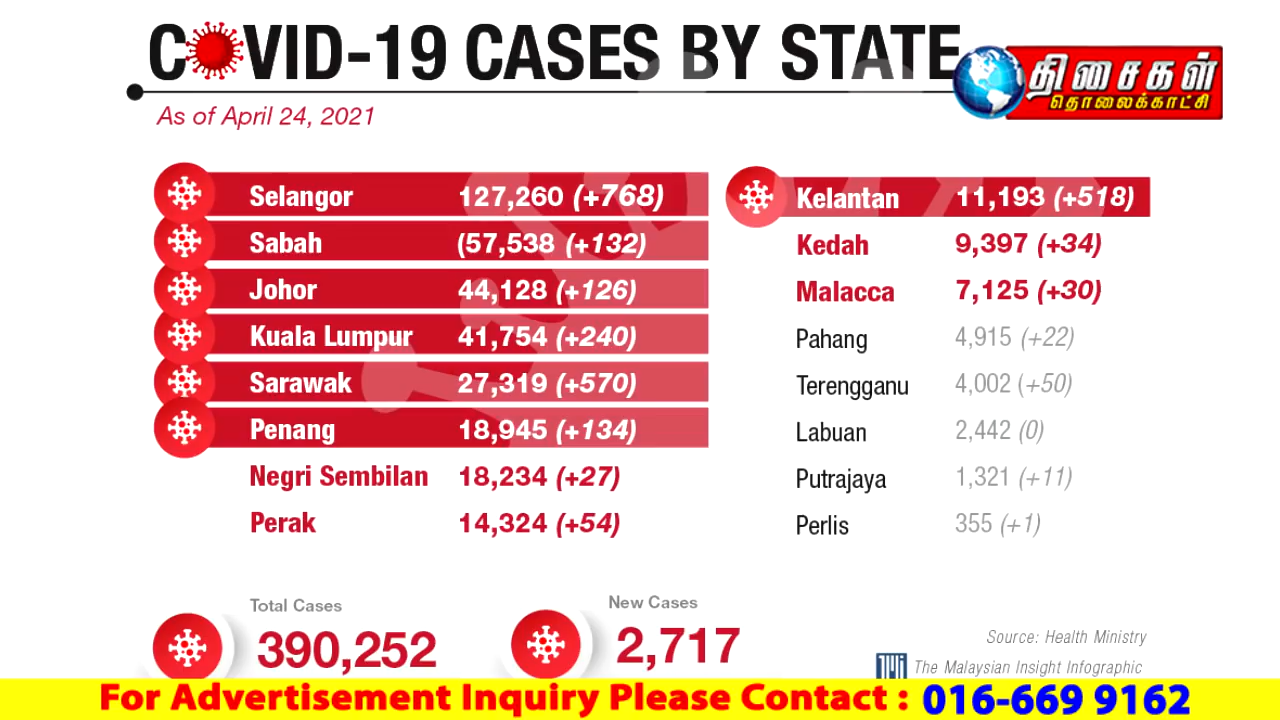 COVID-19 CASES BY STATE
திசைகள்
தொலைக்காட்சி
As of April 24, 2021
Selangor 127,260 (+768)
Sabah (57,538 (+132)
Johor 44,128 (+126)
Kuala Lumpur 41,754 (+240)
Sarawak 27,319 (+570)
Penang 18,945 (+134)
Negri Sembilan 18,234 (+27)
Perak 14,324 (+54)
Kelantan 11,193 (+518)
Kedah 9,397 (+34)
Malacca 7,125 (+30)
Pahang 4,915 (+22)
Terengganu 4,002 (+50)
Labuan 2,442 (0)
Putrajaya 1,321 (+11)
Perlis 355 (+1)
Total Cases
390,252
New Cases
2,717
Source: Health Ministry
TMI The Malaysian Insight Infographic
For Advertisement Inquiry Please Contact : 016-669 9162